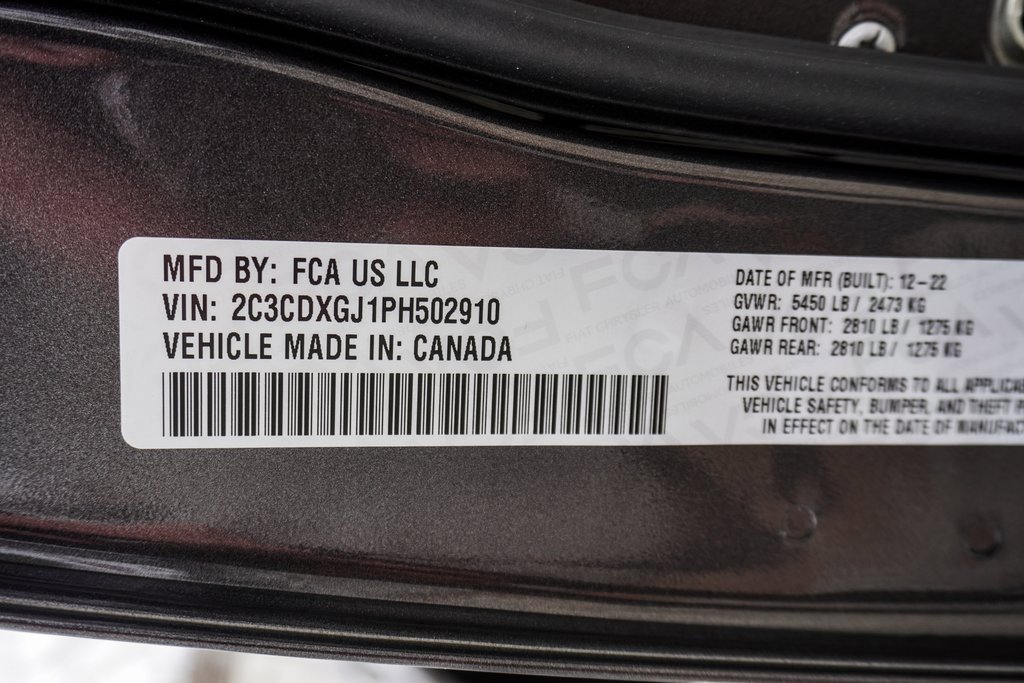 MFD BY: FCA US LLC
VIN: 2C3CDXGJ1PH502910
VEHICLE MADE IN: CANADA
DATE OF MFR (BUILT): 12-22
GVWR: 5450 LB / 2473 KG
GAWR FRONT: 2810 LB / 1275 KG
GAWR REAR: 2810 LB / 1275 KG
THIS VEHICLE CONFORMS TO ALL
VEHICLE SAFETY, BUMPER, AND THEFT
IN EFFECT ON THE DATE OF